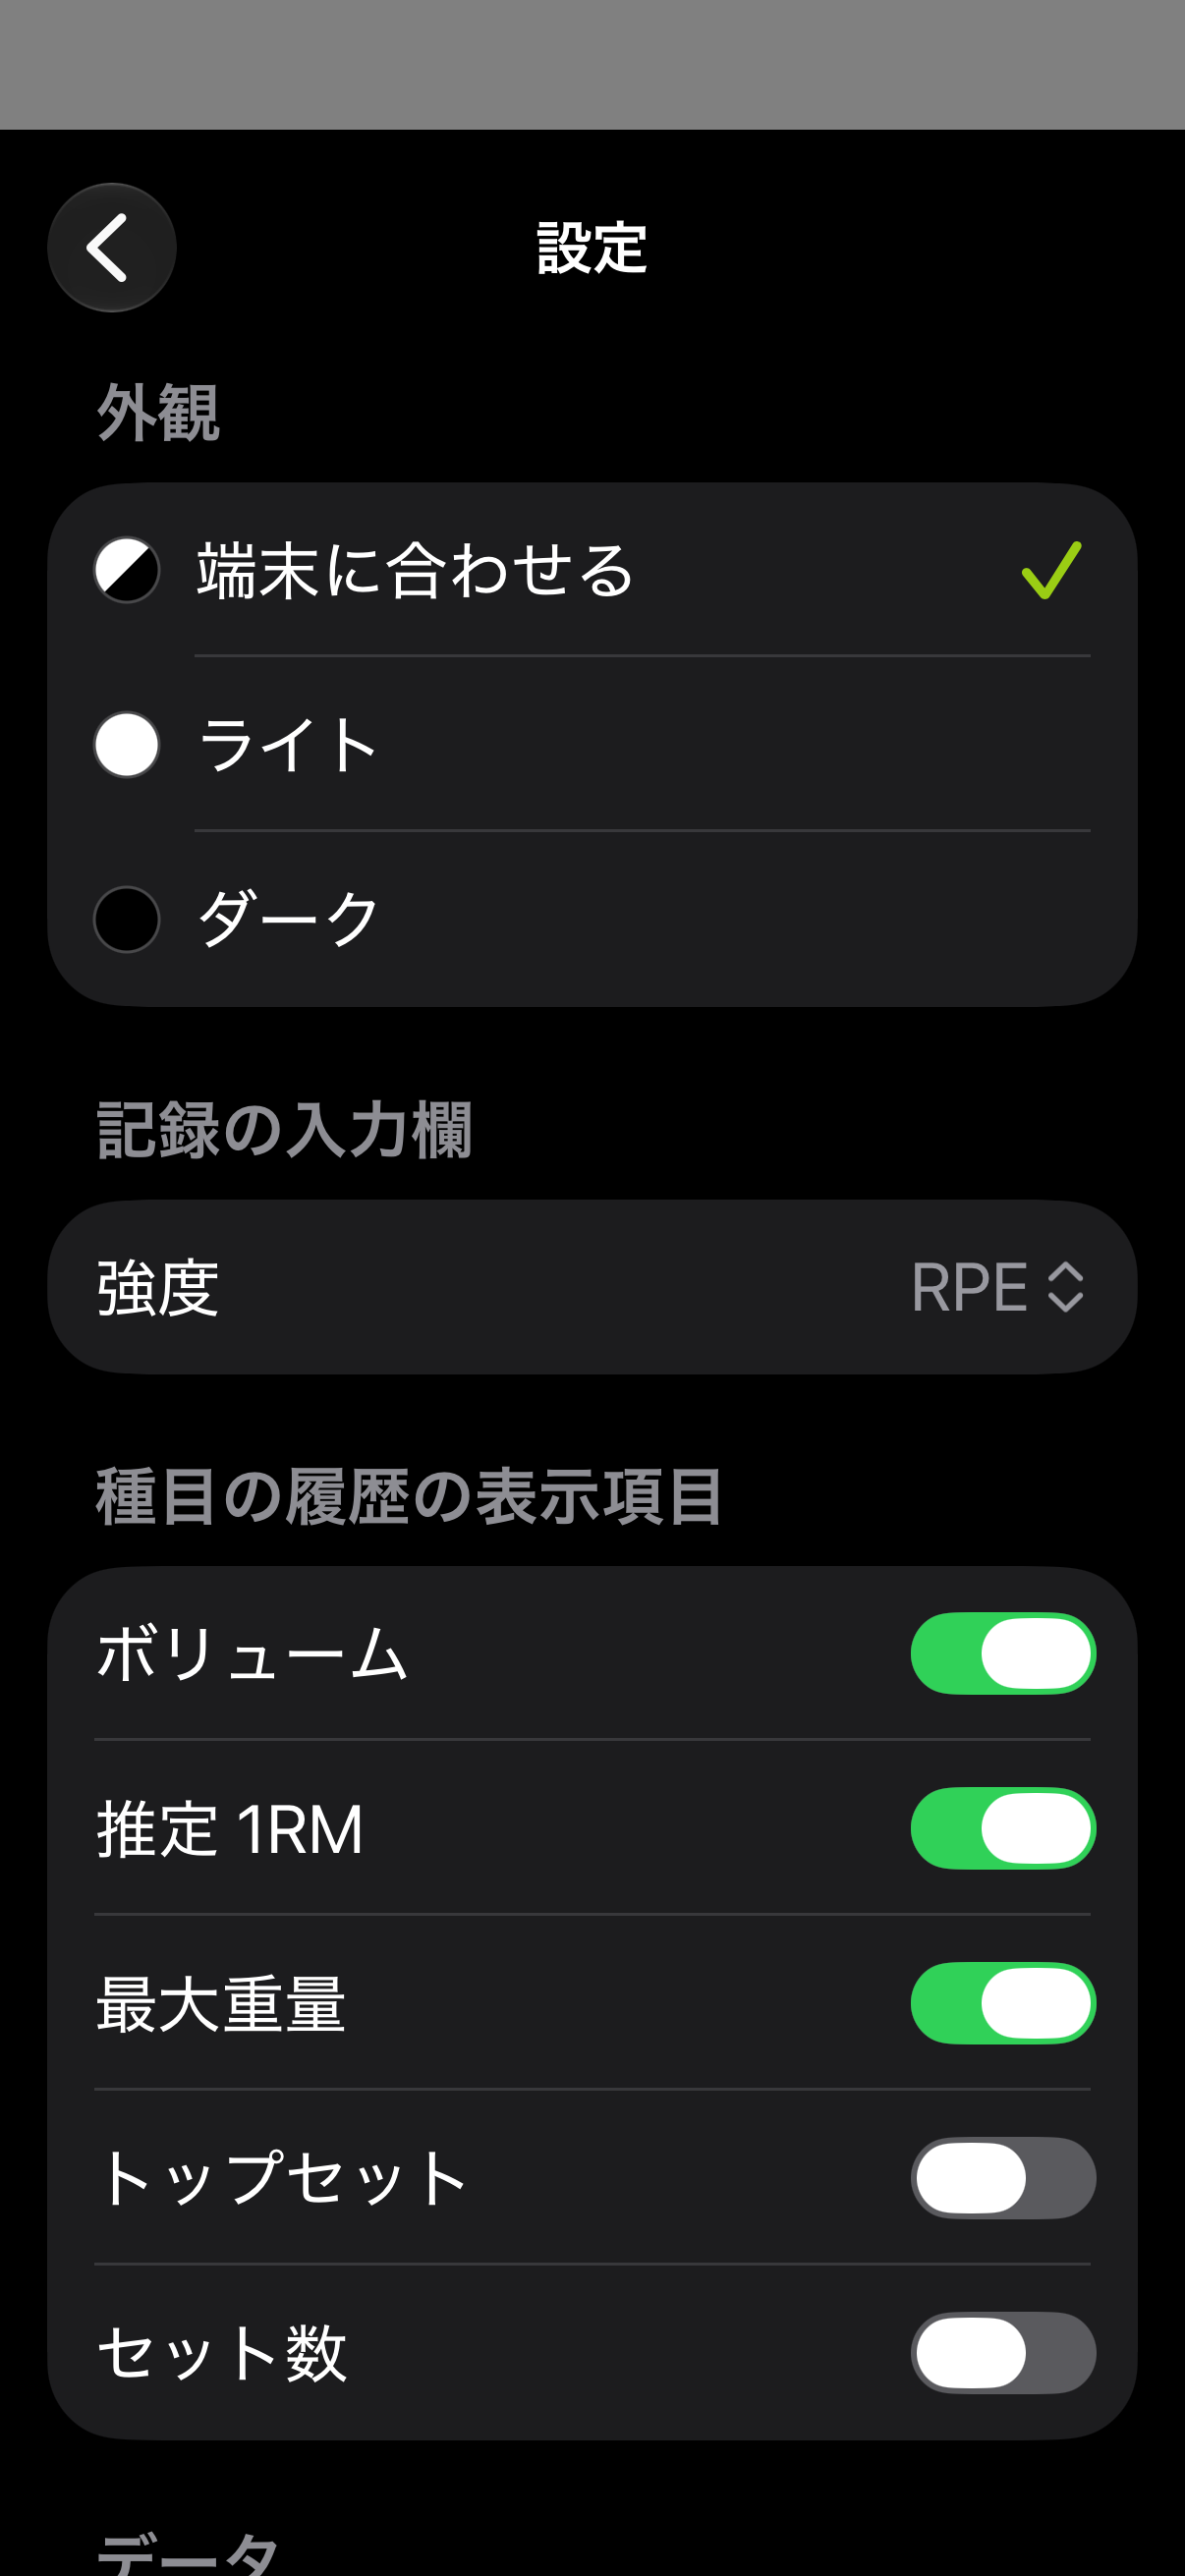 設定
外観
端末に合わせる
ライト
ダーク
記録の入力欄
強度
RPE
種目の履歴の表示項目
ボリューム
推定 1RM
最大重量
トップセット
セット数
データ